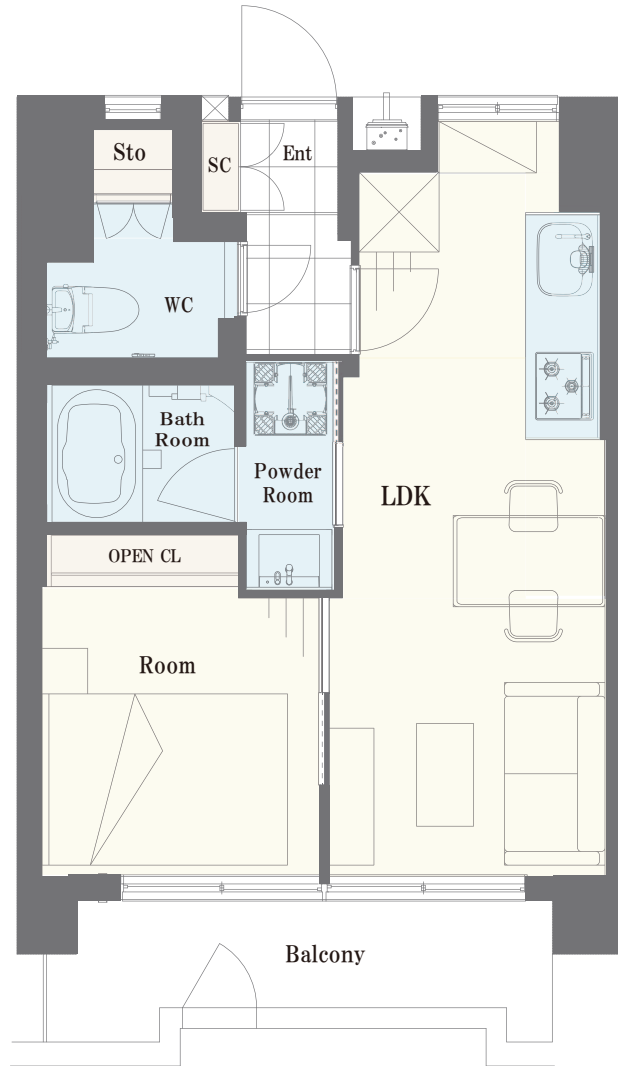 Sto
SC
Ent
WC
Bath
Room
Powder
Room
LDK
OPEN CL
Room
Balcony